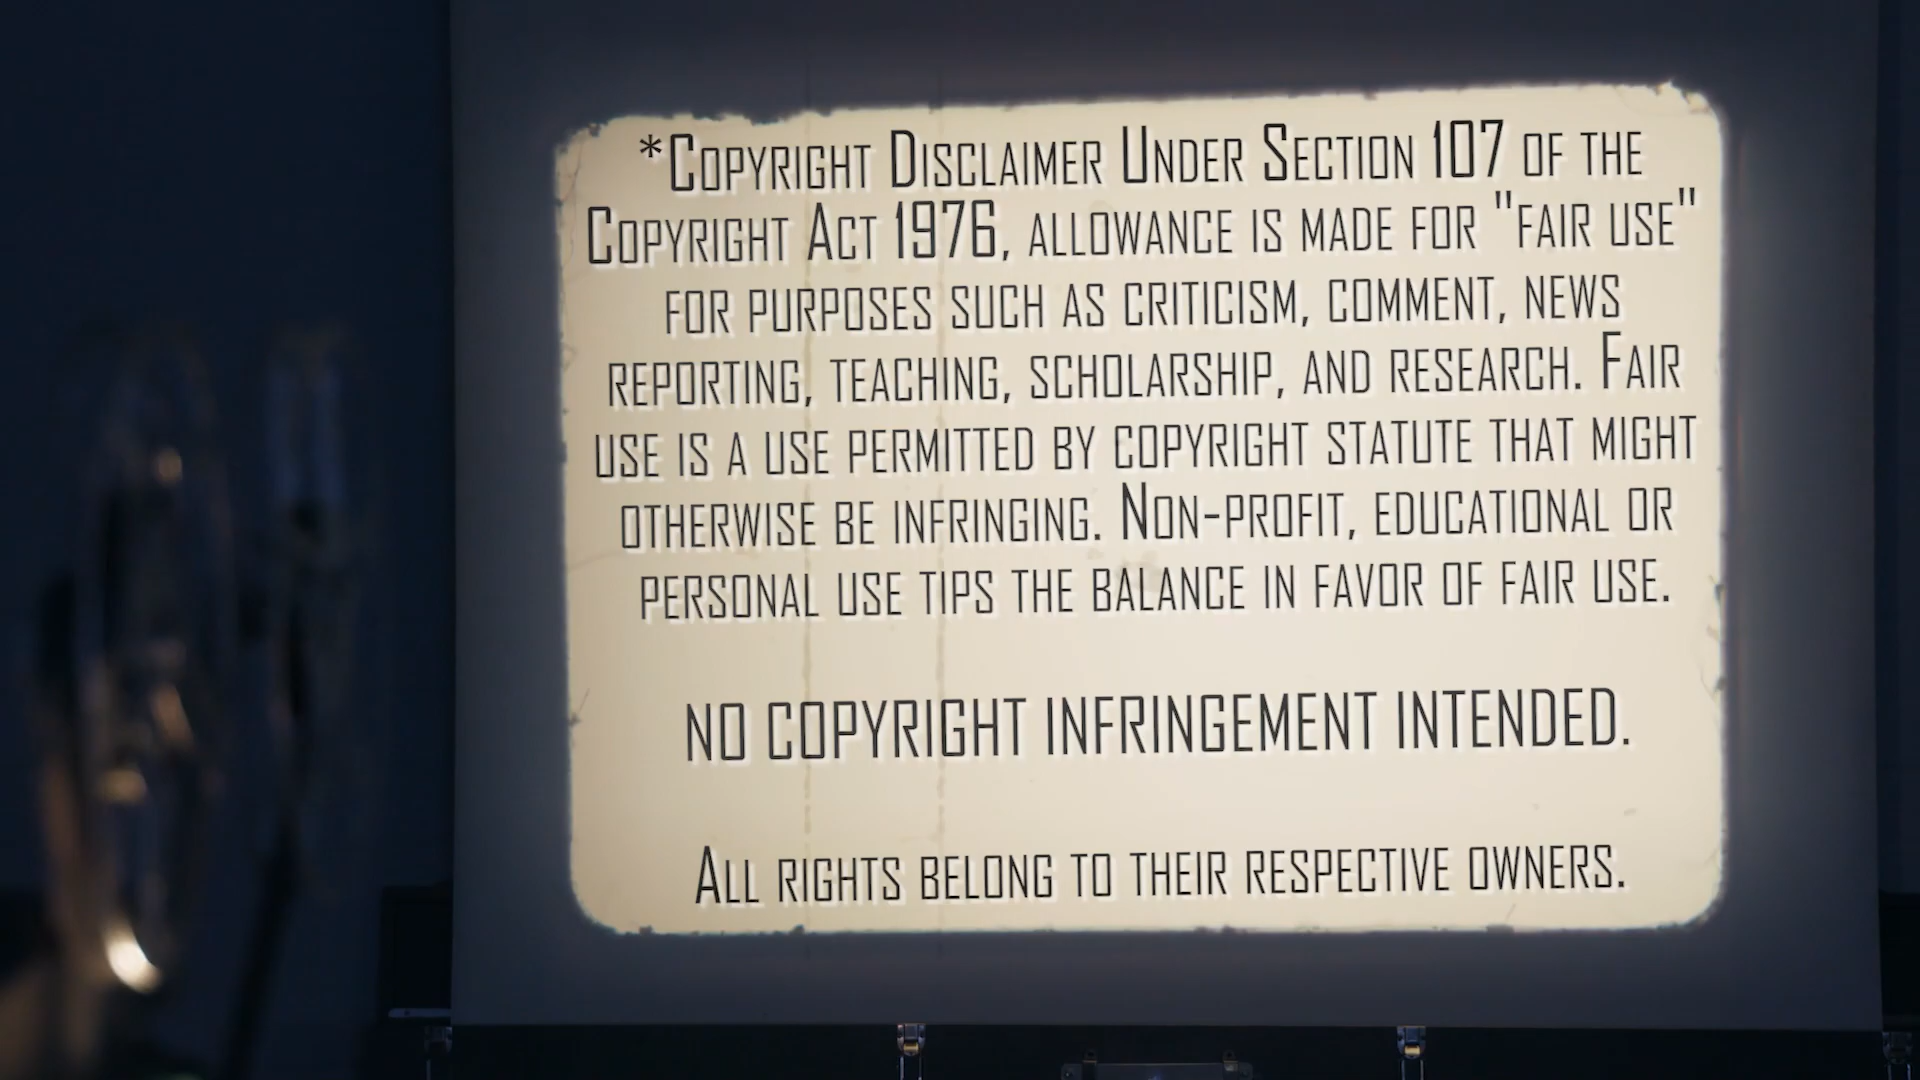 *Copyright Disclaimer Under Section 107 of the
Copyright Act 1976, allowance is made for "fair use"
for purposes such as criticism, comment, news
reporting, teaching, scholarship, and research. Fair
use is a use permitted by copyright statute that might
otherwise be infringing. Non-profit, educational or
personal use tips the balance in favor of fair use.
NO COPYRIGHT INFRINGEMENT INTENDED.
All rights belong to their respective owners.